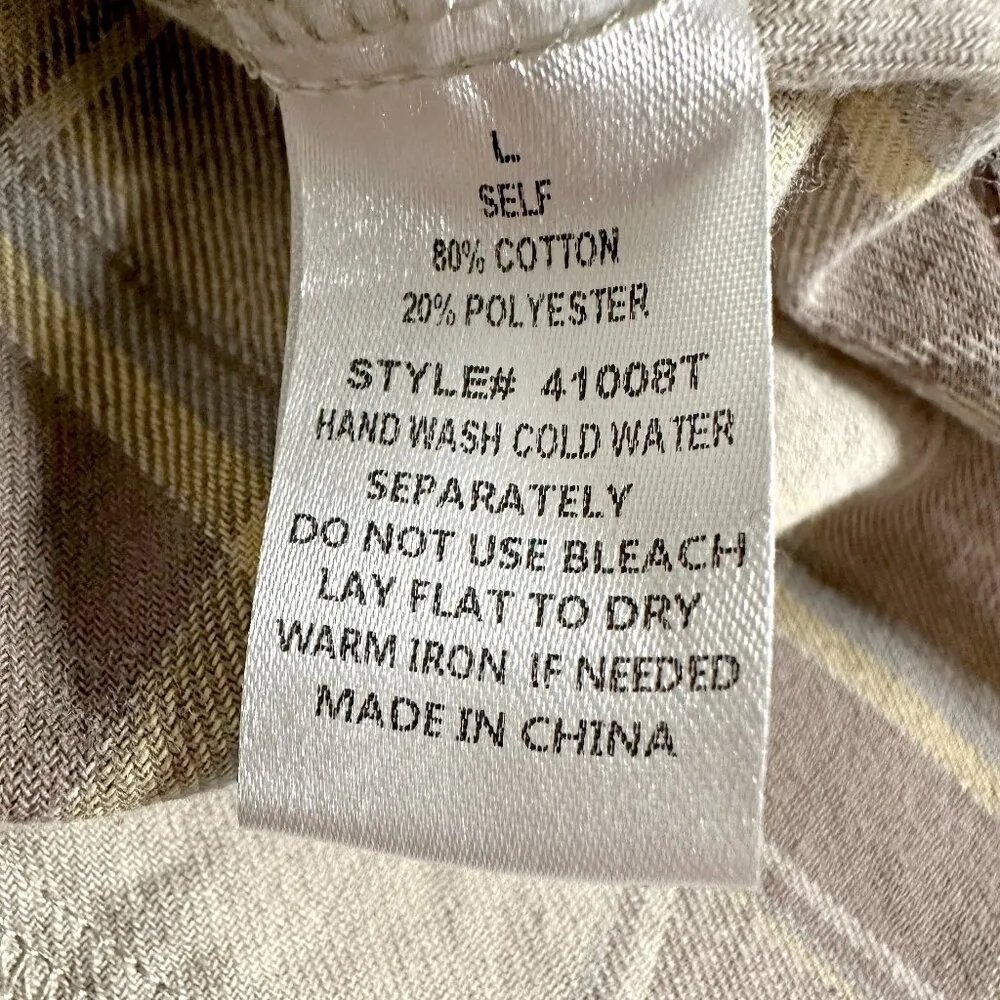 L
SELF
80% COTTON
20% POLYESTER
STYLE# 41008T
HAND WASH COLD WATER
SEPARATELY
DO NOT USE BLEACH
LAY FLAT TO DRY
WARM IRON IF NEEDED
MADE IN CHINA